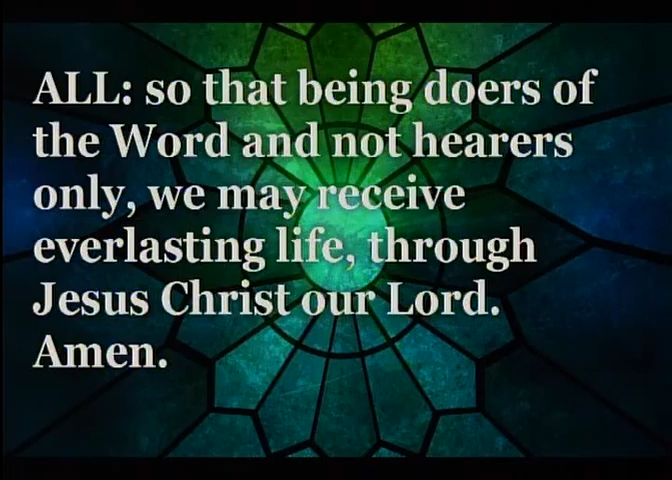 ALL: so that being doers of
the Word and not hearers
only, we may receive
everlasting life, through
Jesus Christ our Lord.
Amen.